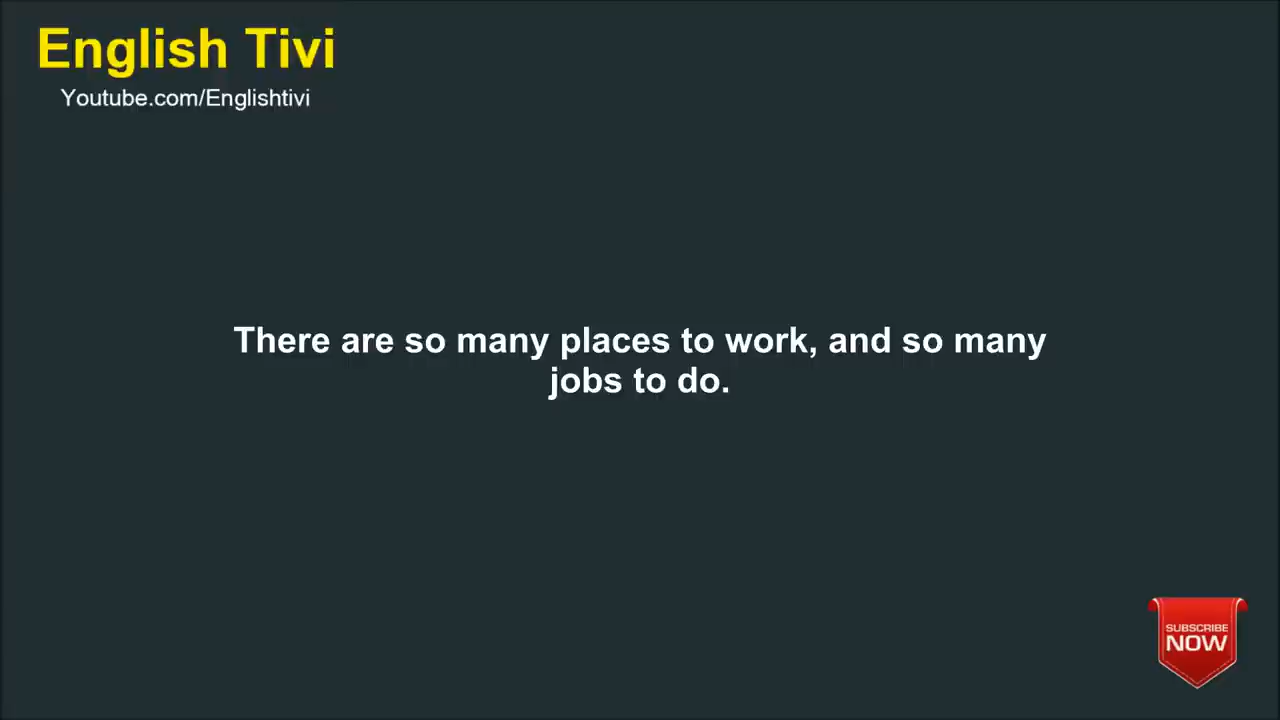 English Tivi
Youtube.com/Englishtivi
There are so many places to work, and so many
jobs to do.
SUBSCRIBE
NOW